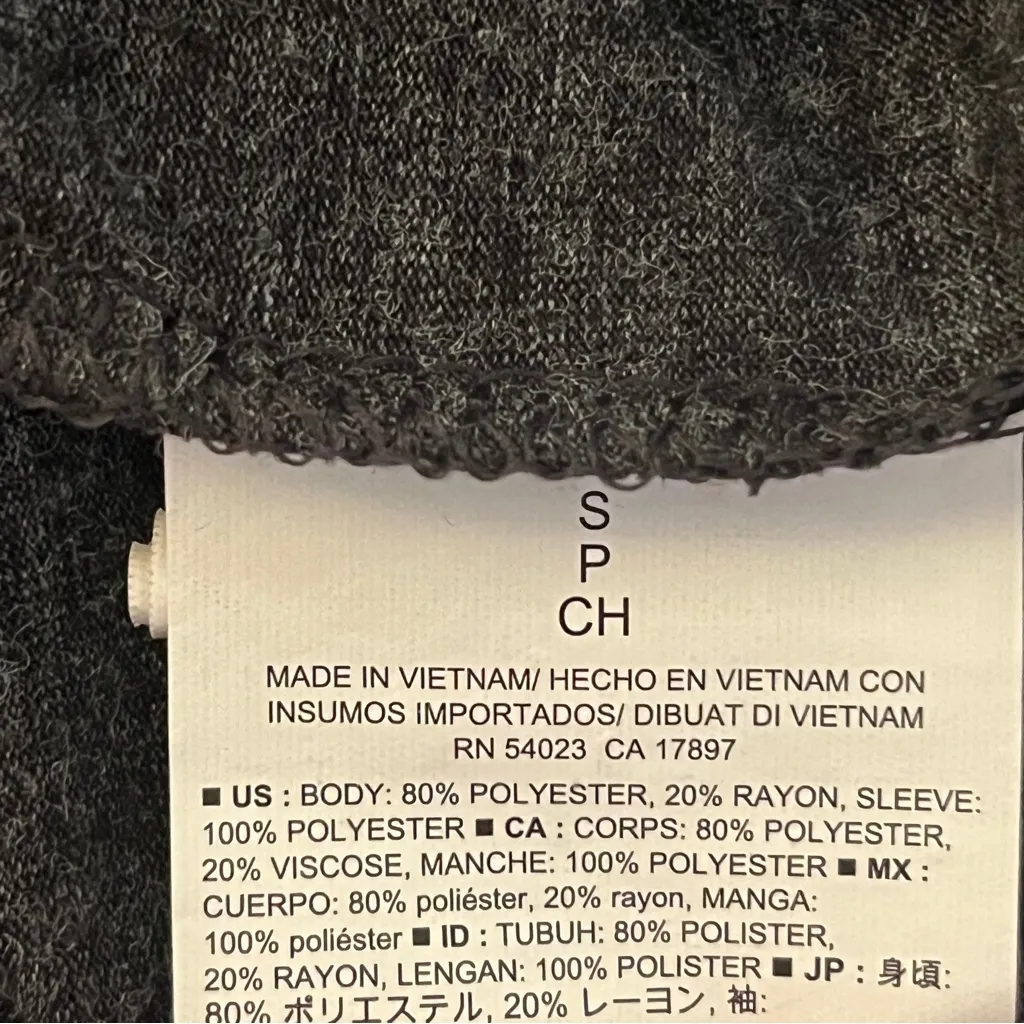 S
P
CH
MADE IN VIETNAM/ HECHO EN VIETNAM CON
INSUMOS IMPORTADOS/ DIBUAT DI VIETNAM
RN 54023 CA 17897
■ US : BODY: 80% POLYESTER, 20% RAYON, SLEEVE:
100% POLYESTER ■ CA : CORPS: 80% POLYESTER,
20% VISCOSE, MANCHE: 100% POLYESTER ■ MX :
CUERPO: 80% poliéster, 20% rayon, MANGA:
100% poliéster ■ ID : TUBUH: 80% POLISTER,
20% RAYON, LENGAN: 100% POLISTER ■ JP : 身頃:
80% ポリエステル, 20% レーヨン, 袖: